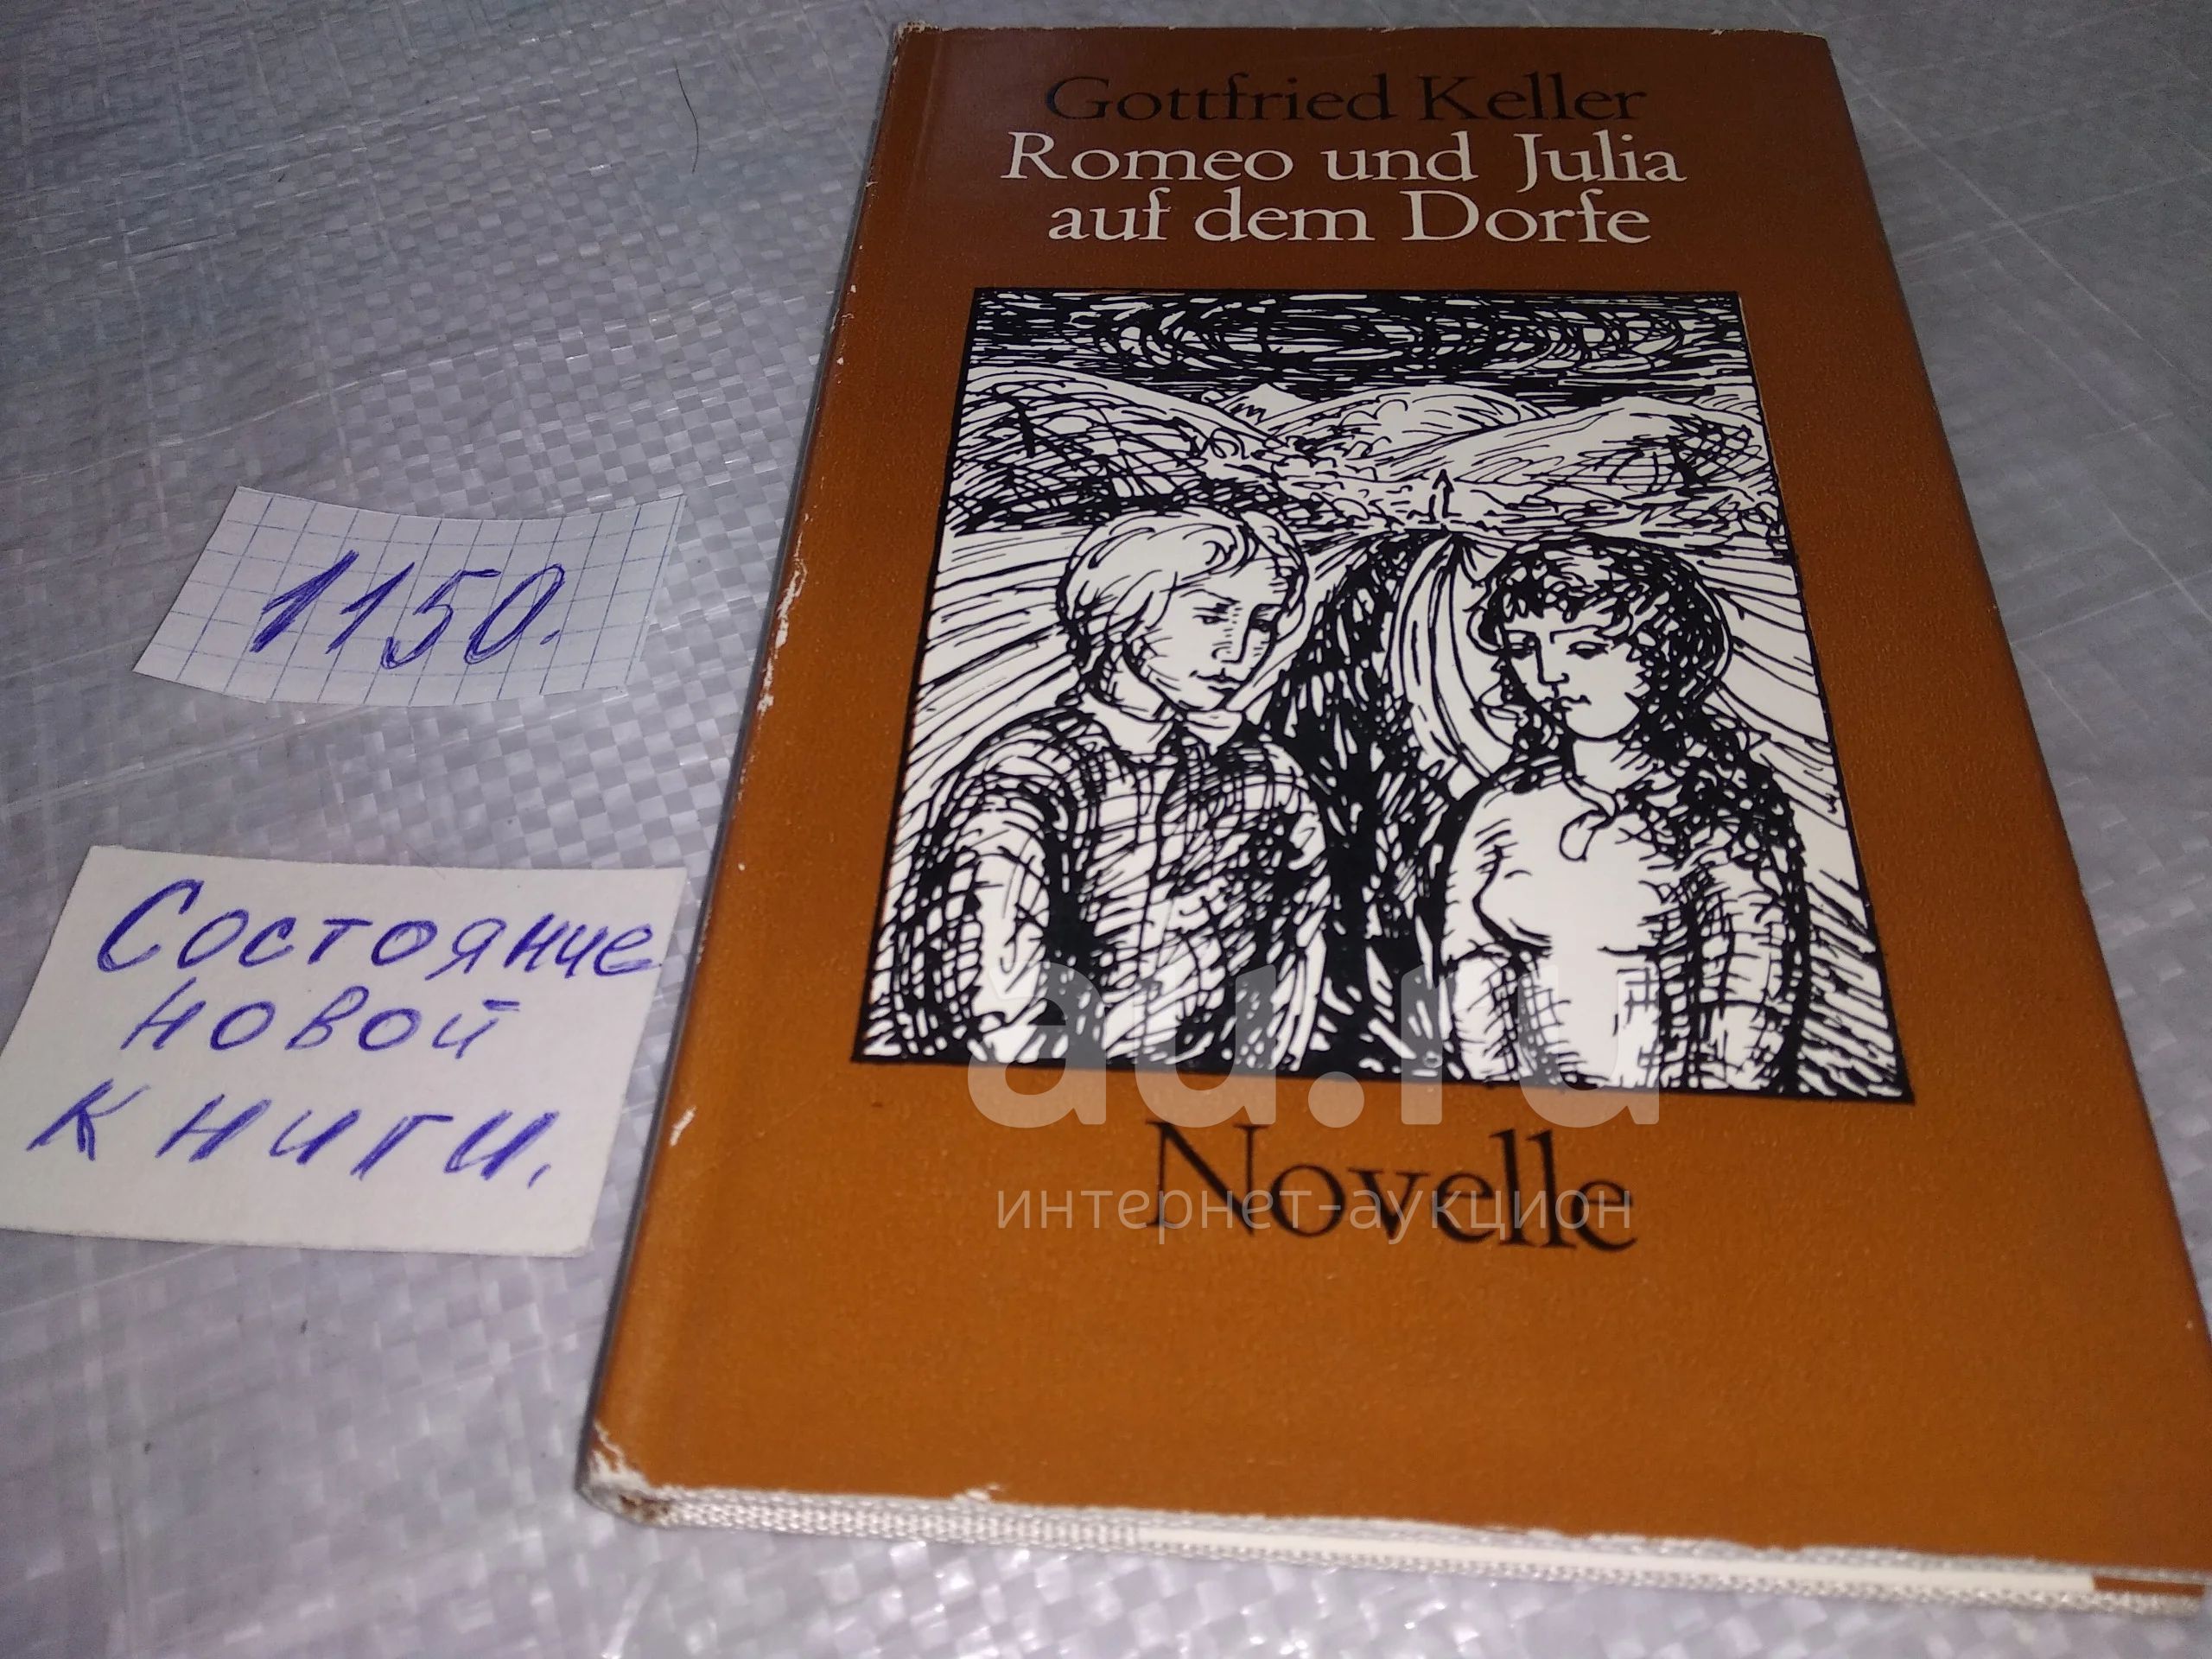 Gottfried Keller
Romeo und Julia
auf dem Dorfe
1150.
Состояние
новой
книги.
au.ru
Novelle
интернет-аукцион